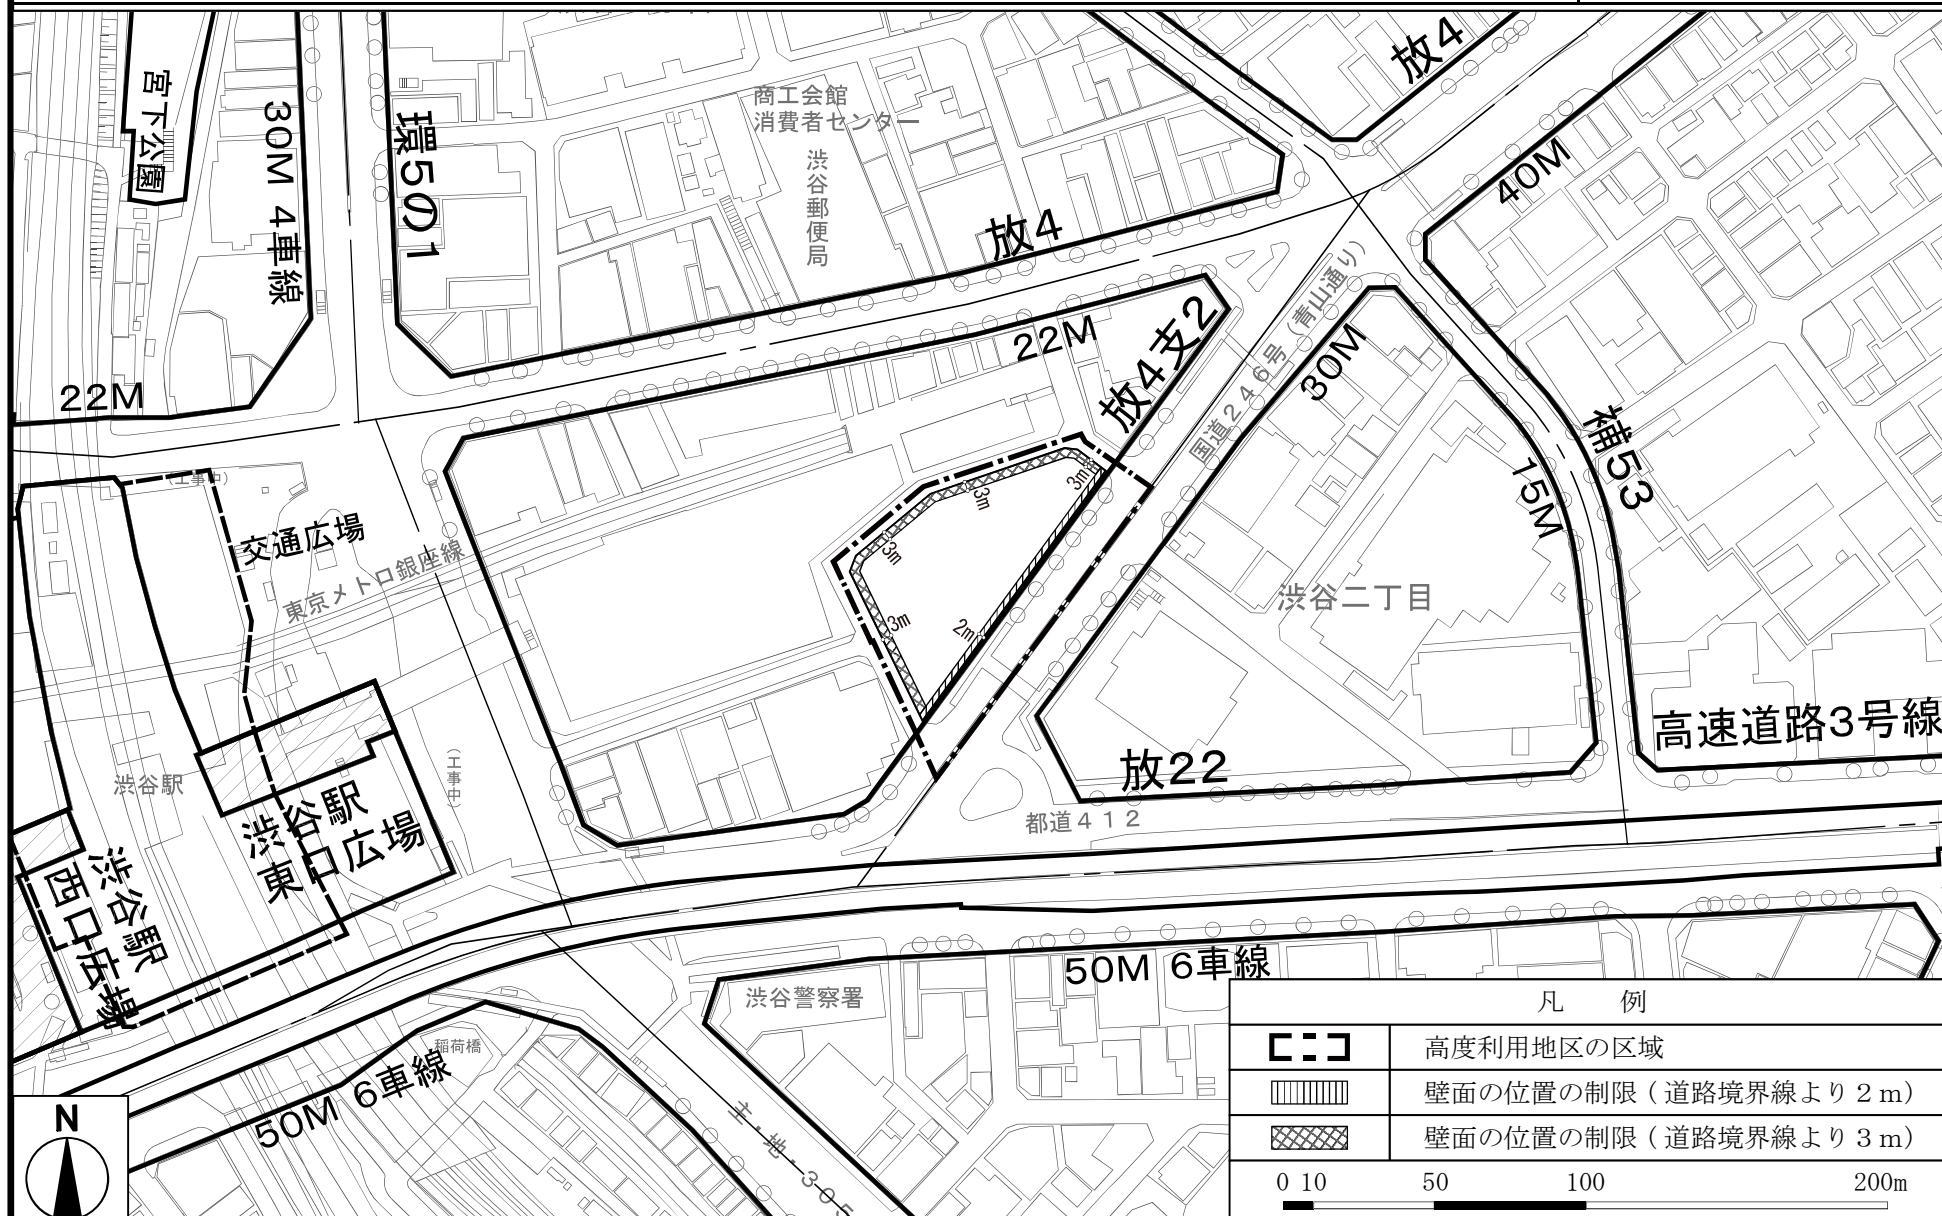 宮下公園
30M 4車線
環5の1
商工会館
消費者センター
渋谷郵便局
放4
放4
40M
22M
放4支2
国道246号（青山通り）
30M
22M
補53
15M
（工事中）
交通広場
東京メトロ銀座線
3m
3m
3m
3m
2m
渋谷二丁目
高速道路3号線
放22
都道412
渋谷駅
（工事中）
渋谷駅
東口広場
渋谷駅
西口広場
50M 6車線
渋谷警察署
稲荷橋
50M 6車線
主・地・305
N
凡 例
高度利用地区の区域
壁面の位置の制限（道路境界線より２ｍ）
壁面の位置の制限（道路境界線より３ｍ）
0 10 50 100 200m